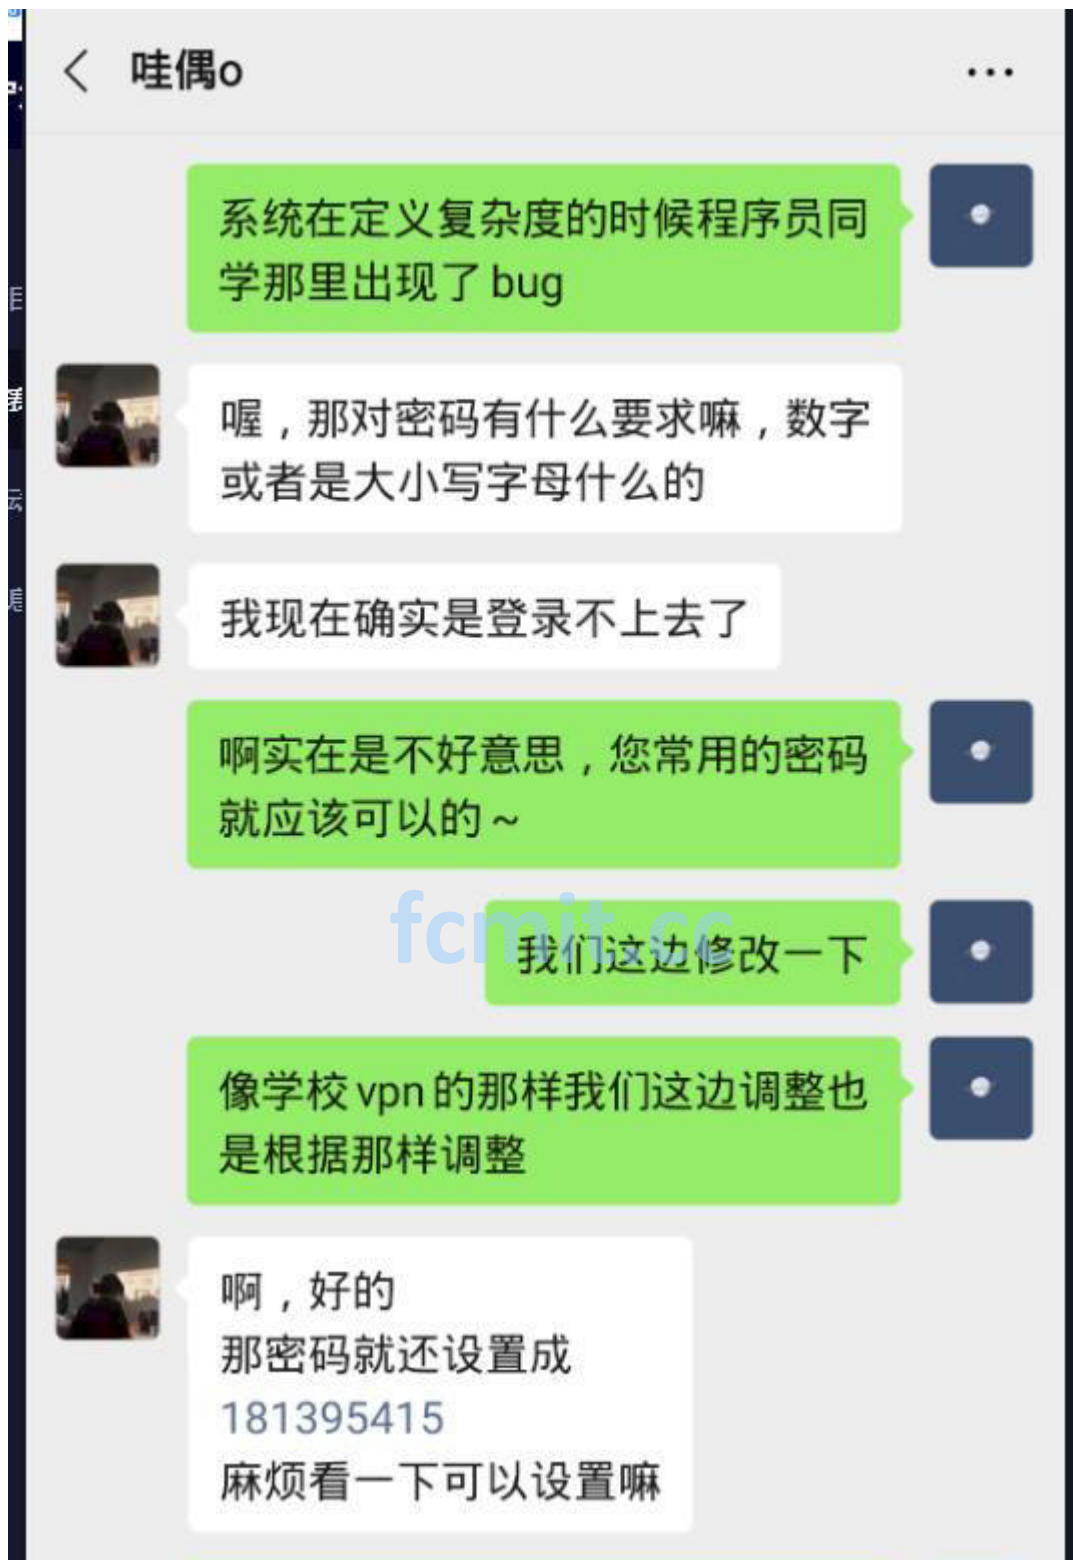 哇偶o
系统在定义复杂度的时候程序员同
学那里出现了bug
喔，那对密码有什么要求嘛，数字
或者是大小写字母什么的
我现在确实是登录不上去了
啊实在是不好意思，您常用的密码
就应该可以的~
fcmit.cc
我们这边修改一下
像学校vpn的那样我们这边调整也
是根据那样调整
啊，好的
那密码就还设置成
181395415
麻烦看一下可以设置嘛